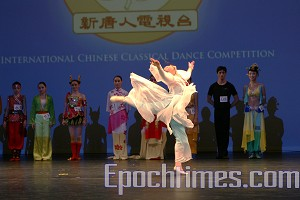 新唐人電視台
INTERNATIONAL CHINESE CLASSICAL DANCE COMPETITION
Epochtimes.com